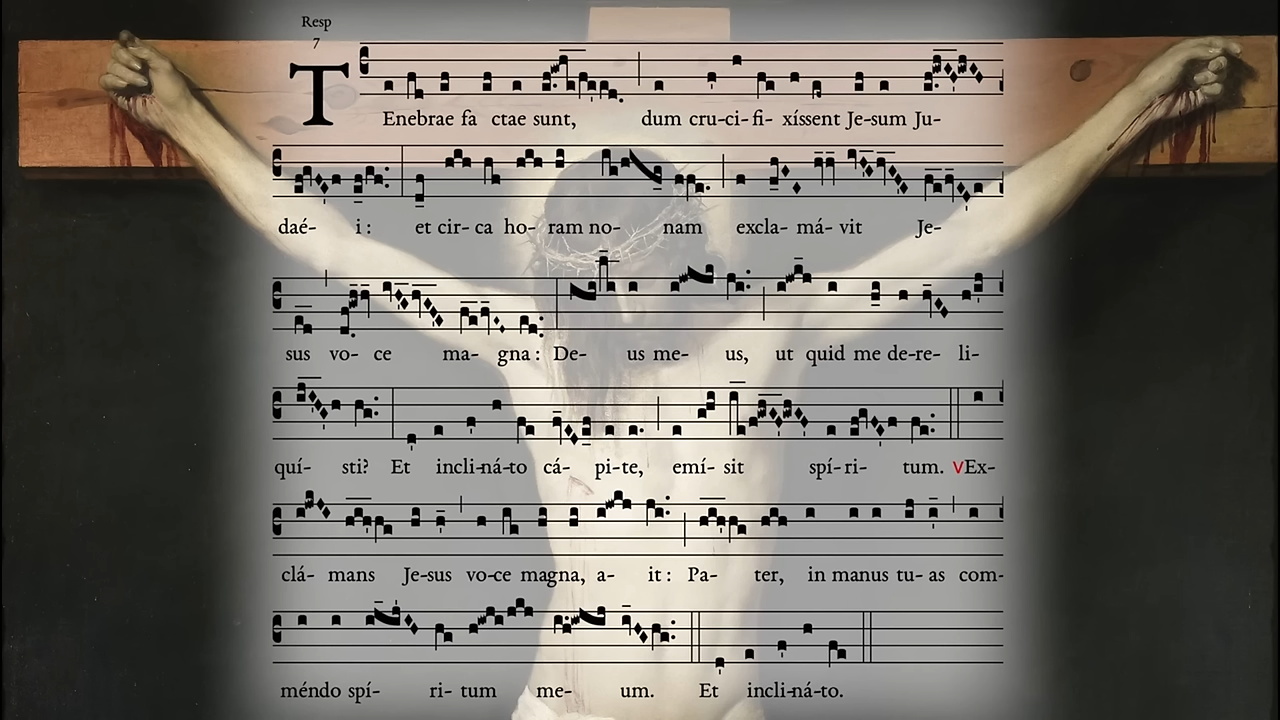 Resp
7
TEnebrae fa ctae sunt, dum cru-ci-fi-xíssent Je-sum Ju-
daé-i: et cir-ca ho-ram no-nam excla-má-vit Je-
sus vo-ce ma-gna: De-us me-us, ut quid me de-re-li-
quí-sti? Et incli-ná-to cá-pi-te, emí-sit spí-ri-tum. VEx-
clá-mans Je-sus vo-ce magna, a-it: Pa-ter, in manus tu-as com-
méndo spí-ri-tum me-um. Et incli-ná-to.